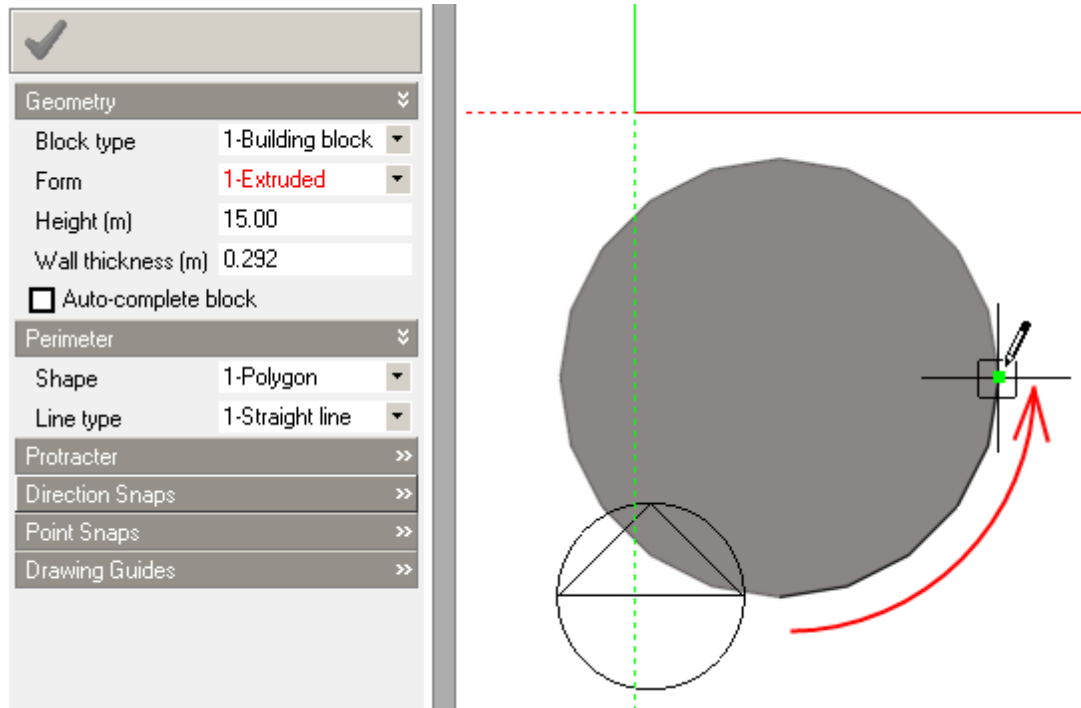 Geometry
Block type 1-Building block
Form 1-Extruded
Height (m) 15.00
Wall thickness (m) 0.292
Auto-complete block
Perimeter
Shape 1-Polygon
Line type 1-Straight line
Protracter
Direction Snaps
Point Snaps
Drawing Guides